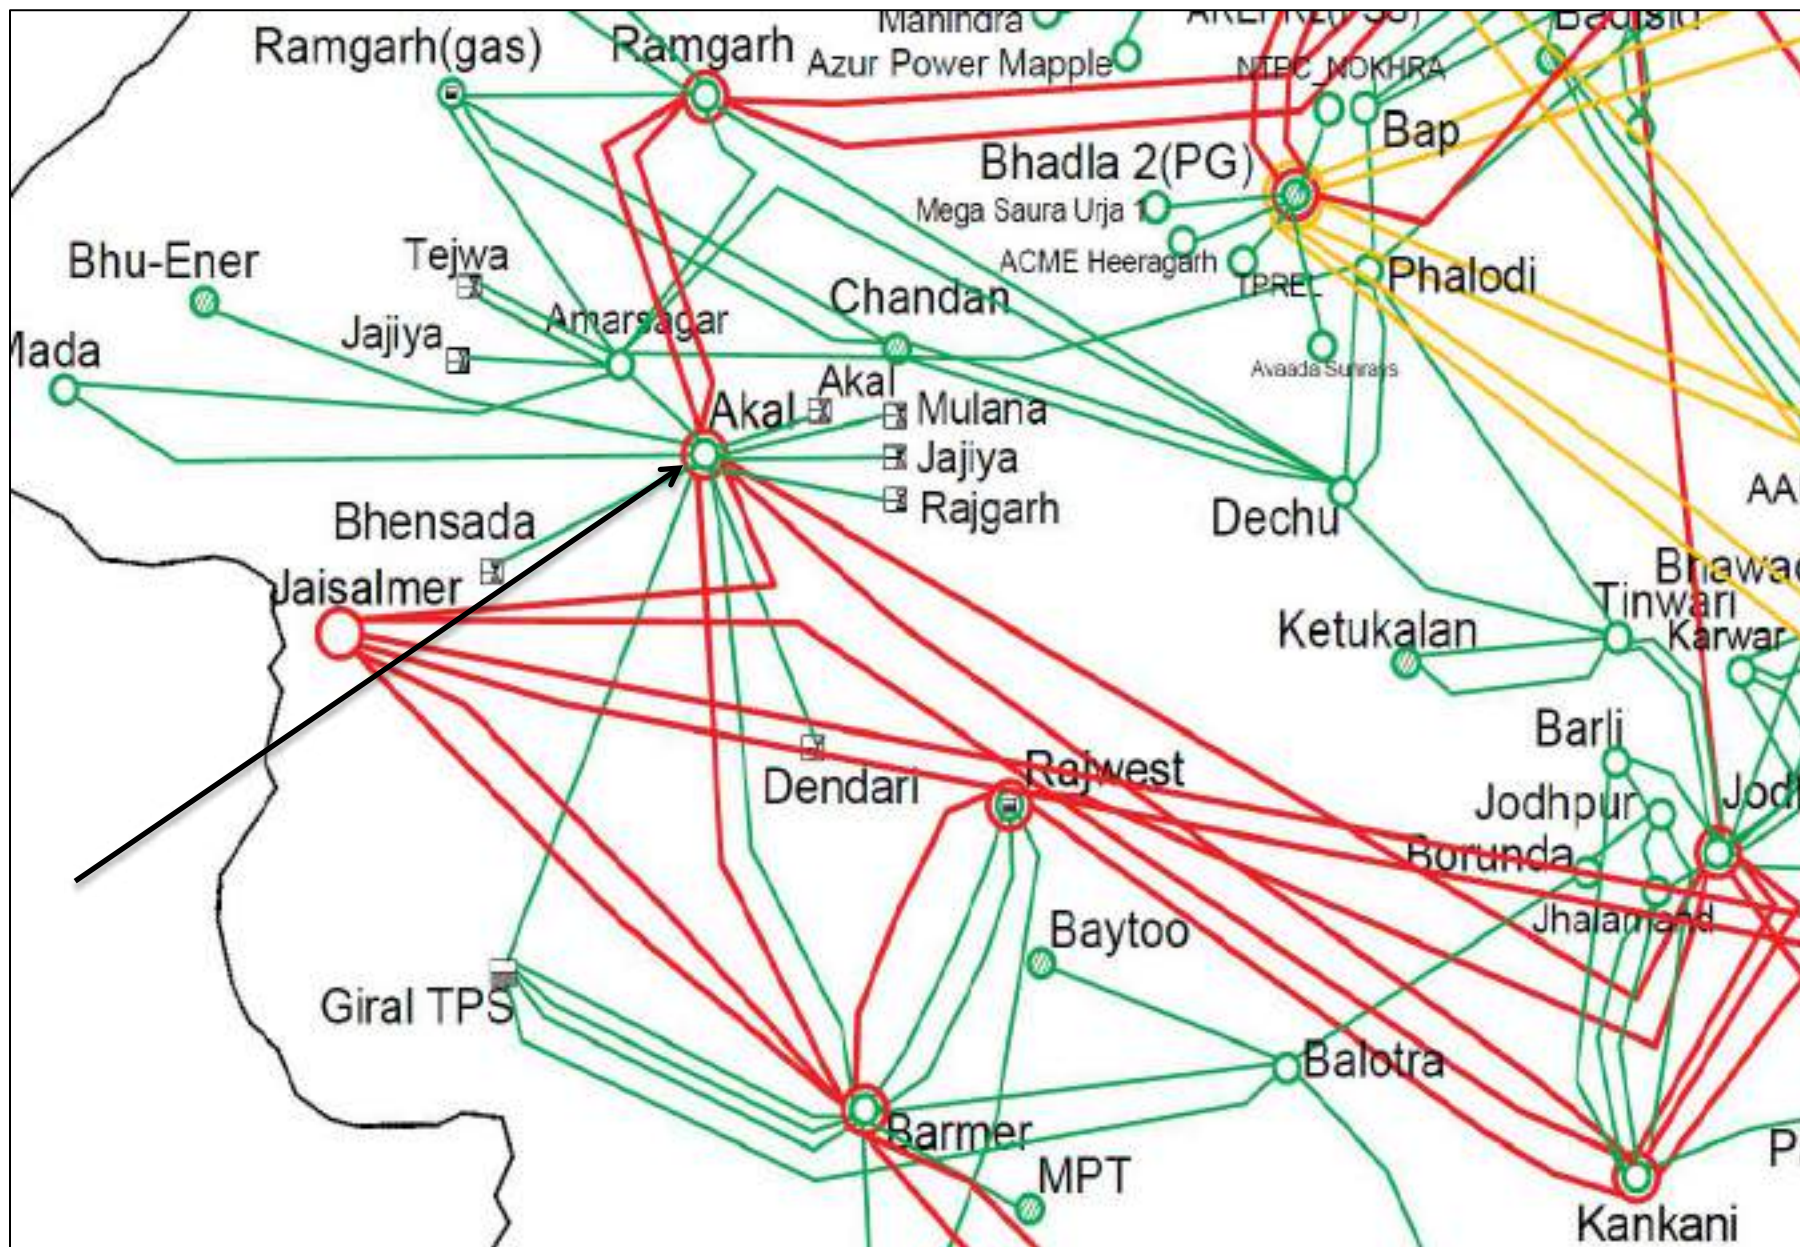 Mahindra
Ramgarh(gas)
Ramgarh
Azur Power Mapple
NTPC_NOKHRA
Bap
Bhadla 2(PG)
Mega Saura Urja 1
ACME Heeragarh
TPREL
Phalodi
Bhu-Ener
Tejwa
Chandan
Amarsagar
Jajiya
Mada
Avaada Sunrays
Akal
Akal
Mulana
Jajiya
Rajgarh
Dechu
Bhensada
Jaisalmer
Tinwari
Ketukalan
Karwar
Barli
Rajwest
Dendari
Jodhpur
Borunda
Jhalamand
Baytoo
Giral TPS
Balotra
Barmer
MPT
Kankani